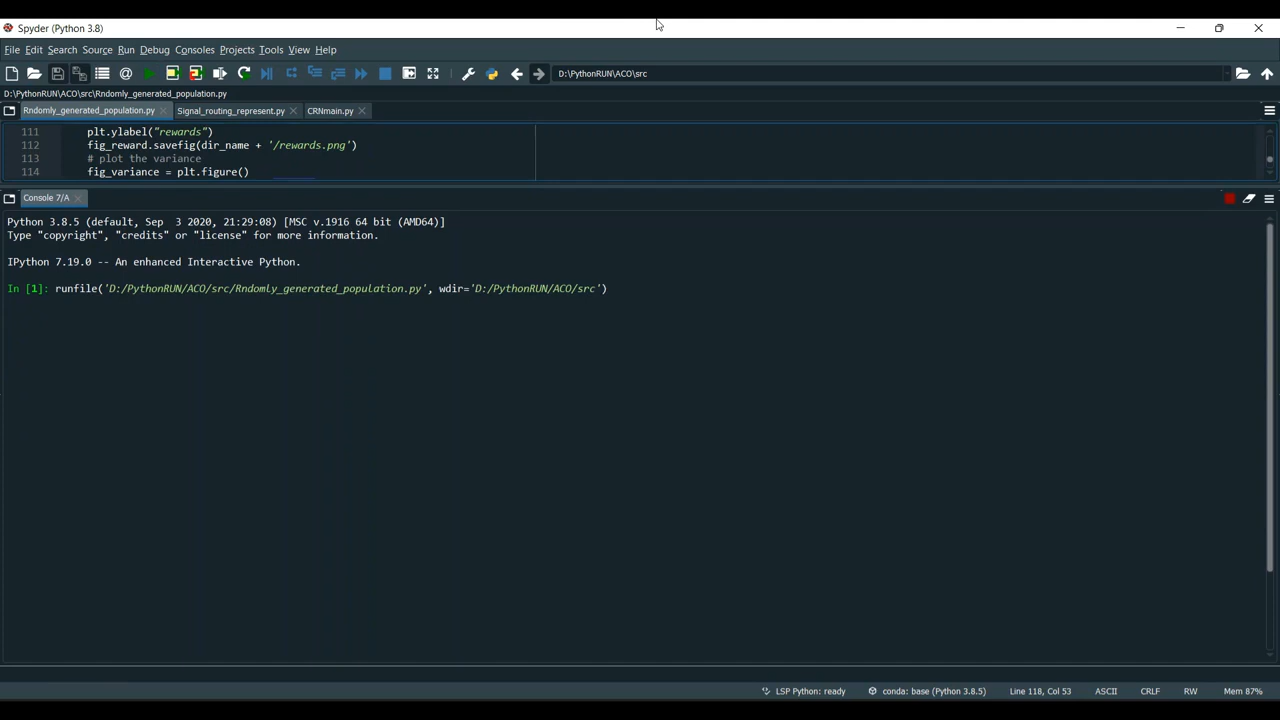 Spyder (Python 3.8)
File Edit Search Source Run Debug Consoles Projects Tools View Help
D:\PythonRUN\ACO\src
D:\PythonRUN\ACO\src\Rndomly_generated_population.py
Rndomly_generated_population.py Signal_routing_represent.py CRNmain.py
111 plt.ylabel("rewards")
112 fig_reward.savefig(dir_name + '/rewards.png')
113 # plot the variance
114 fig_variance = plt.figure()
Console 7/A
Python 3.8.5 (default, Sep  3 2020, 21:29:08) [MSC v.1916 64 bit (AMD64)]
Type "copyright", "credits" or "license" for more information.
IPython 7.19.0 -- An enhanced Interactive Python.
In [1]: runfile('D:/PythonRUN/ACO/src/Rndomly_generated_population.py', wdir='D:/PythonRUN/ACO/src')
LSP Python: ready conda: base (Python 3.8.5) Line 118, Col 53 ASCII CRLF RW Mem 87%